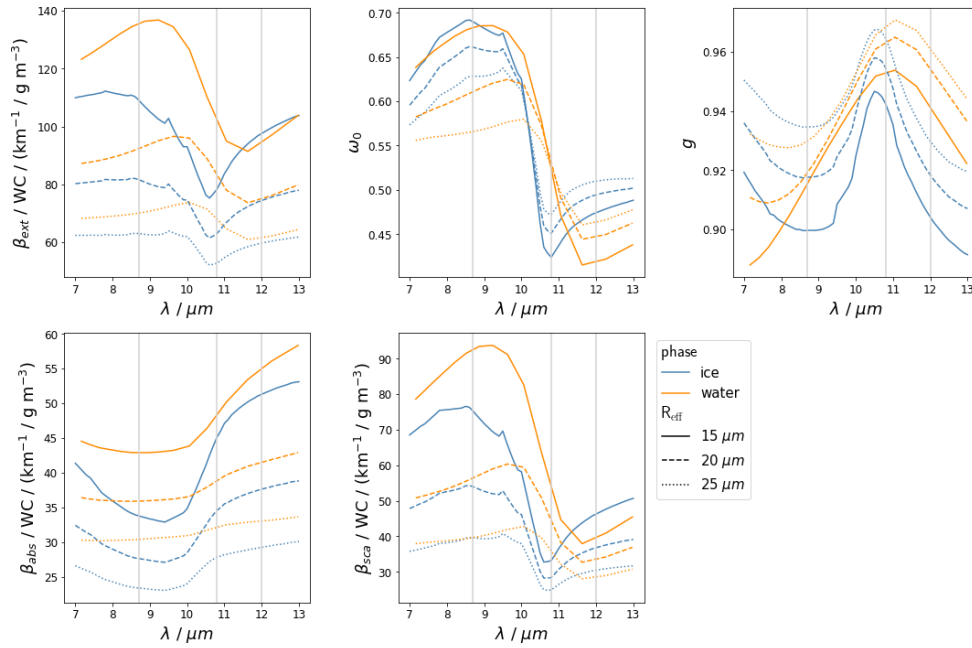 β_ext / WC / (km⁻¹ / g m⁻³)
140
120
100
80
60
7 8 9 10 11 12 13
λ / μm
ω₀
0.70
0.65
0.60
0.55
0.50
0.45
7 8 9 10 11 12 13
λ / μm
g
0.96
0.94
0.92
0.90
7 8 9 10 11 12 13
λ / μm
β_abs / WC / (km⁻¹ / g m⁻³)
60
55
50
45
40
35
30
25
7 8 9 10 11 12 13
λ / μm
β_sca / WC / (km⁻¹ / g m⁻³)
90
80
70
60
50
40
30
7 8 9 10 11 12 13
λ / μm
phase
ice
water
R_eff
15 μm
20 μm
25 μm